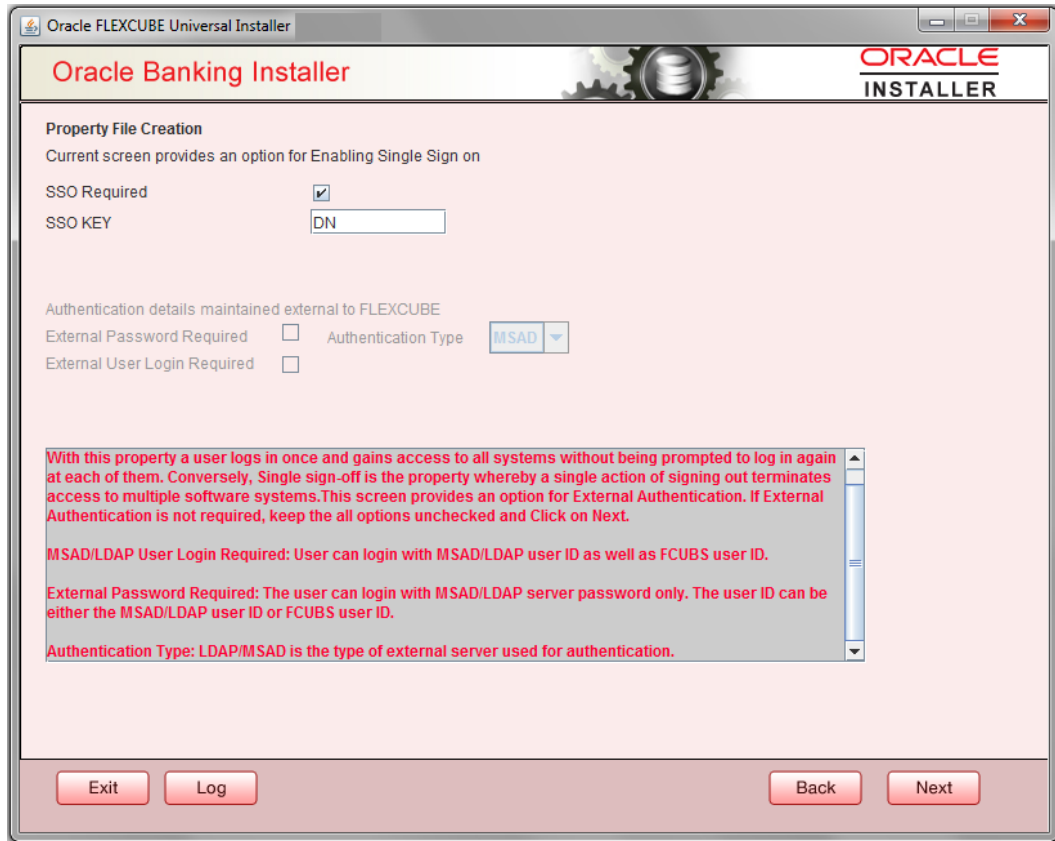 Oracle FLEXCUBE Universal Installer
Oracle Banking Installer
ORACLE
INSTALLER
Property File Creation
Current screen provides an option for Enabling Single Sign on
SSO Required
SSO KEY DN
Authentication details maintained external to FLEXCUBE
External Password Required Authentication Type MSAD
External User Login Required
With this property a user logs in once and gains access to all systems without being prompted to log in again
at each of them. Conversely, Single sign-off is the property whereby a single action of signing out terminates
access to multiple software systems.This screen provides an option for External Authentication. If External
Authentication is not required, keep the all options unchecked and Click on Next.
MSAD/LDAP User Login Required: User can login with MSAD/LDAP user ID as well as FCUBS user ID.
External Password Required: The user can login with MSAD/LDAP server password only. The user ID can be
either the MSAD/LDAP user ID or FCUBS user ID.
Authentication Type: LDAP/MSAD is the type of external server used for authentication.
Exit Log Back Next